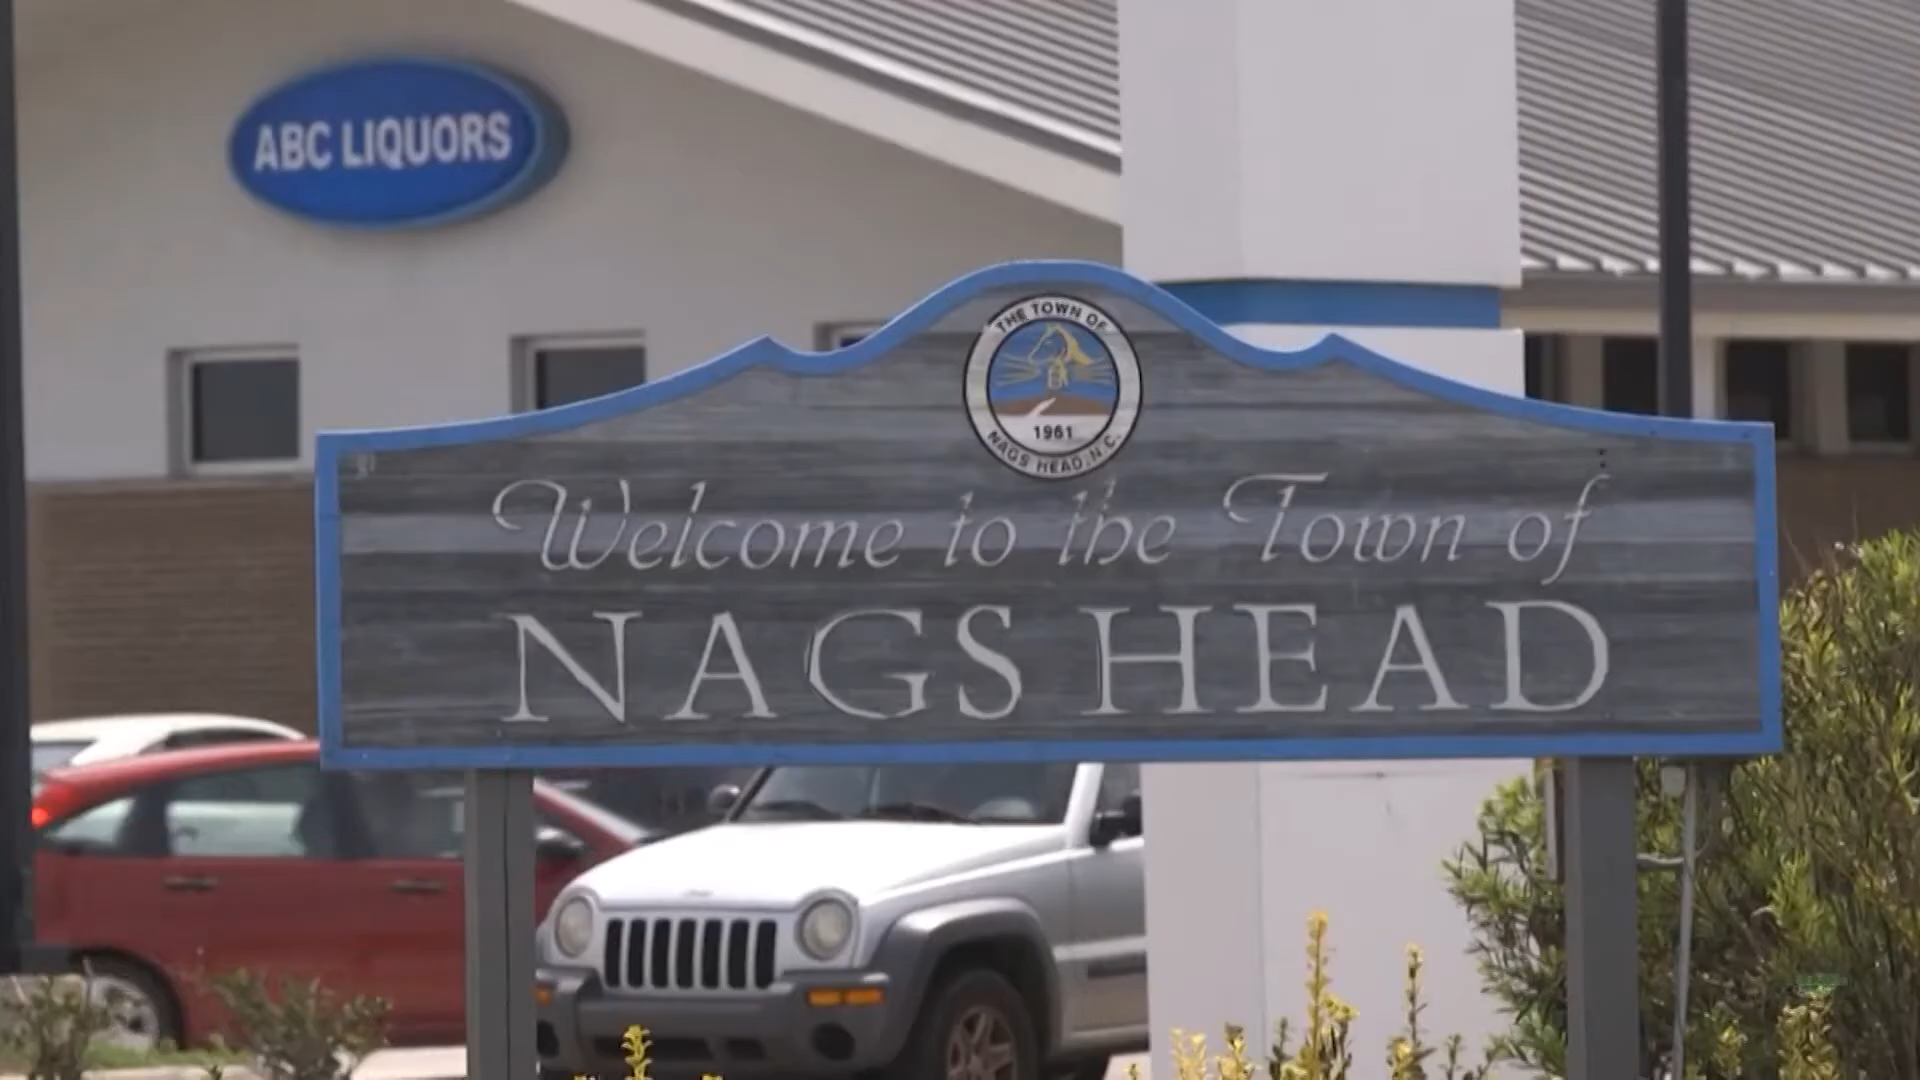 ABC LIQUORS
THE TOWN OF
1961
NAGS HEAD, N.C.
Welcome to the Town of
NAGS HEAD